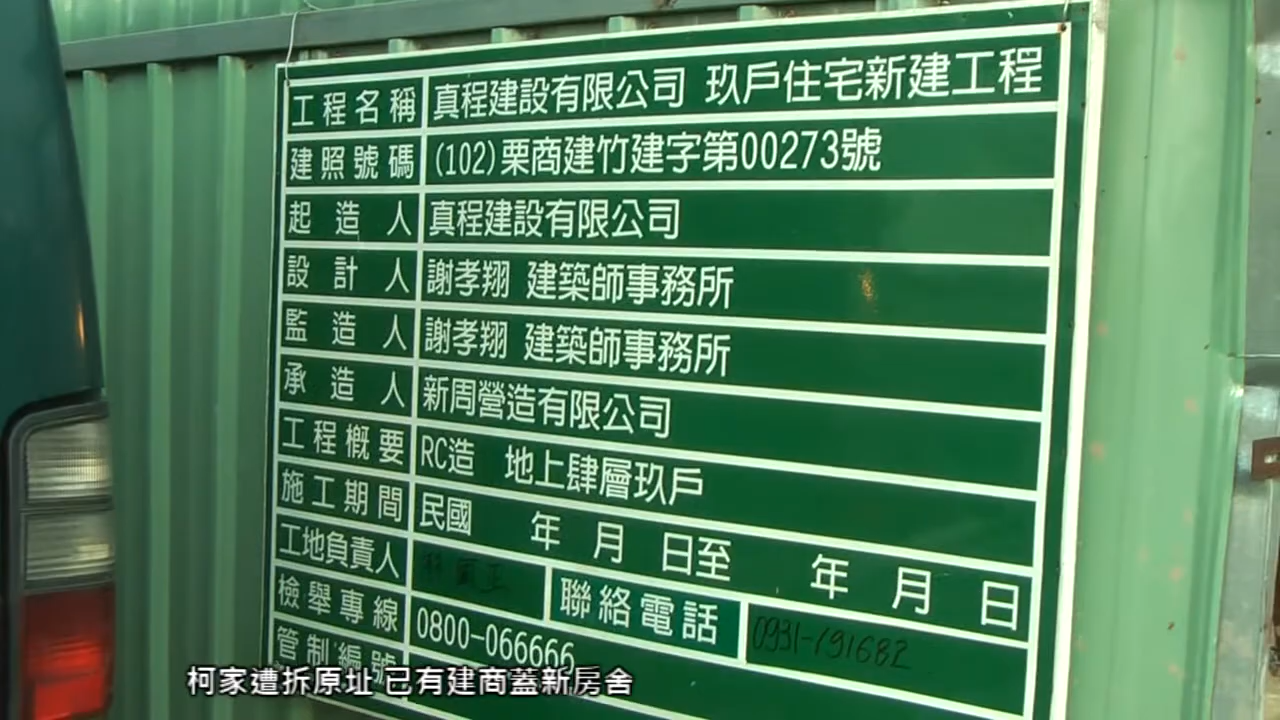 工程名稱 真程建設有限公司 玖戶住宅新建工程
建照號碼 (102)栗商建竹建字第00273號
起造人 真程建設有限公司
設計人 謝孝翔 建築師事務所
監造人 謝孝翔 建築師事務所
承造人 新周營造有限公司
工程概要 RC造 地上肆層玖戶
施工期間 民國 年 月 日至 年 月 日
工地負責人 聯絡電話 0931-191682
檢舉專線 0800-066666
管制編號
柯家遭拆原址 已有建商蓋新房舍